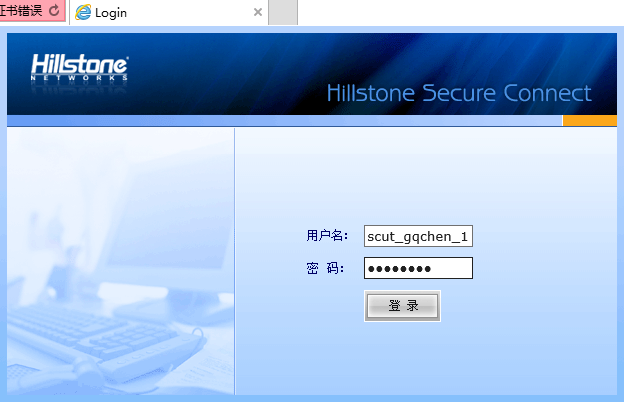 证书错误
Login
Hillstone
NETWORKS
Hillstone Secure Connect
用户名: scut_gqchen_1
密 码: ●●●●●●●●
登 录